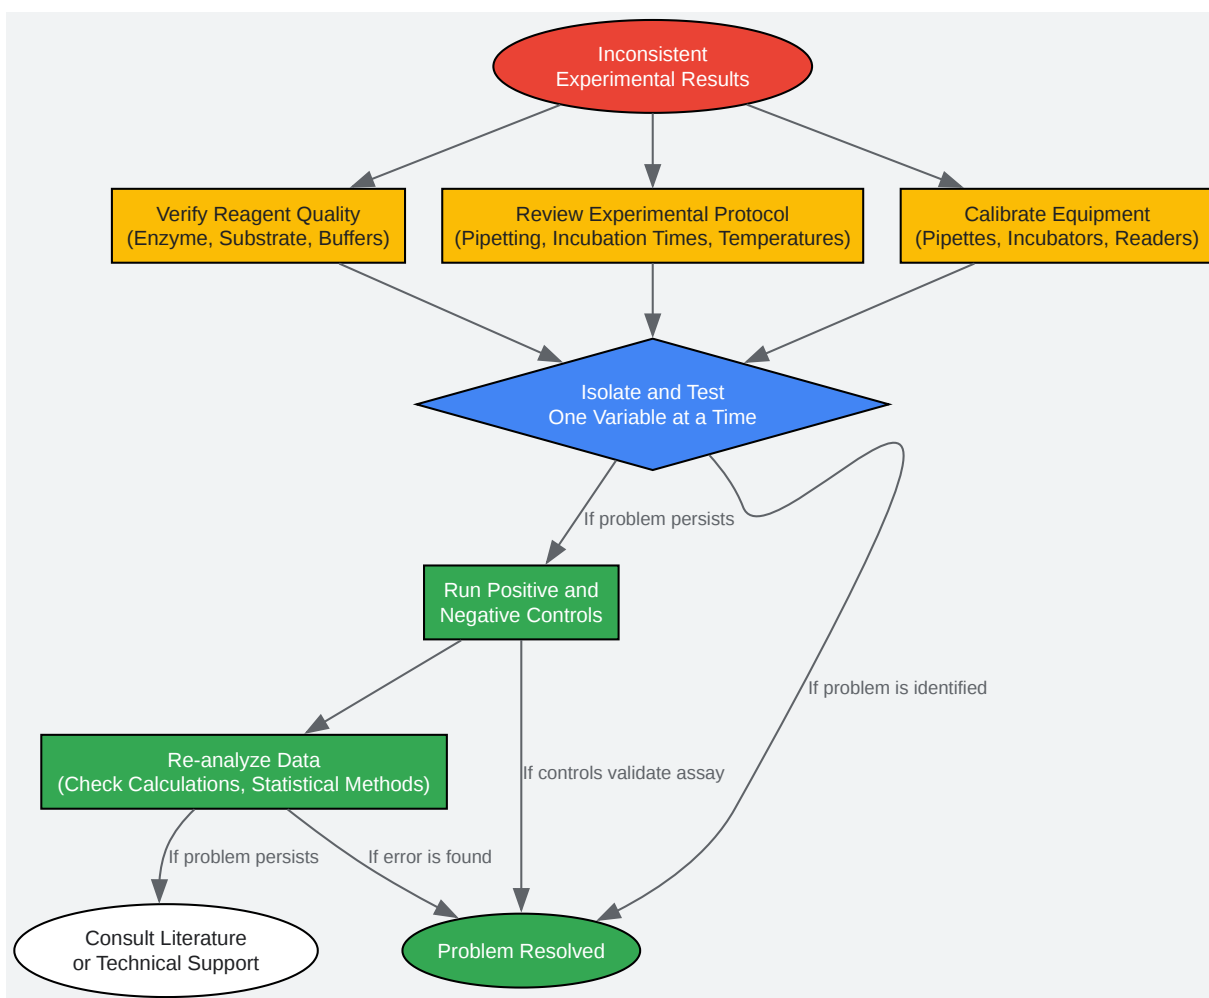 Inconsistent
Experimental Results
Verify Reagent Quality
(Enzyme, Substrate, Buffers)
Review Experimental Protocol
(Pipetting, Incubation Times, Temperatures)
Calibrate Equipment
(Pipettes, Incubators, Readers)
Isolate and Test
One Variable at a Time
If problem persists
Run Positive and
Negative Controls
If problem is identified
Re-analyze Data
(Check Calculations, Statistical Methods)
If controls validate assay
If problem persists
If error is found
Consult Literature
or Technical Support
Problem Resolved